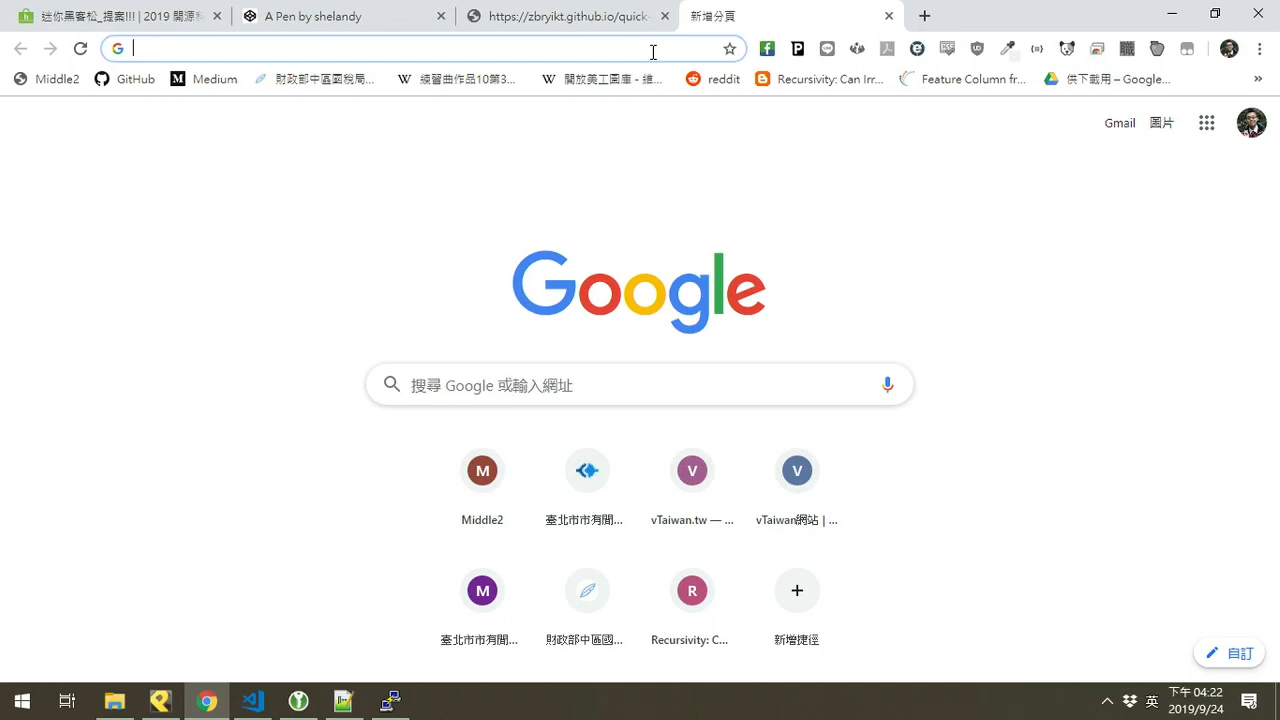 迷你黑客松_提案!!! | 2019 開源
A Pen by shelandy
https://zbryikt.github.io/quick-
新增分頁
Middle2
GitHub
Medium
財政部中區國稅局...
練習曲作品10第3...
開放美工圖庫 - 維...
reddit
Recursivity: Can Irr...
Feature Column fr...
供下載用 – Google...
»
Gmail
圖片
Google
搜尋 Google 或輸入網址
M
V
V
Middle2
臺北市市有閒...
vTaiwan.tw — ...
vTaiwan網站 | ...
M
R
臺北市市有閒...
財政部中區國...
Recursivity: C...
新增捷徑
自訂
英
下午 04:22
2019/9/24